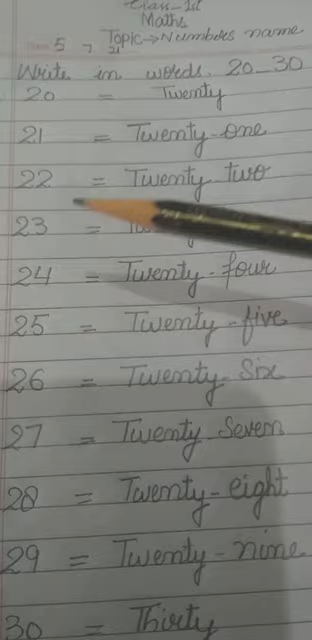 Class-1st
Maths
Topic→Numbers name
Write in words. 20-30
20 = Twenty
21 = Twenty-one
22 = Twenty two
23 =
24 = Twenty-four
25 = Twenty-five
26 = Twenty-Six
27 = Twenty-Seven
28 = Twenty-eight
29 = Twenty-nine
30 = Thirty